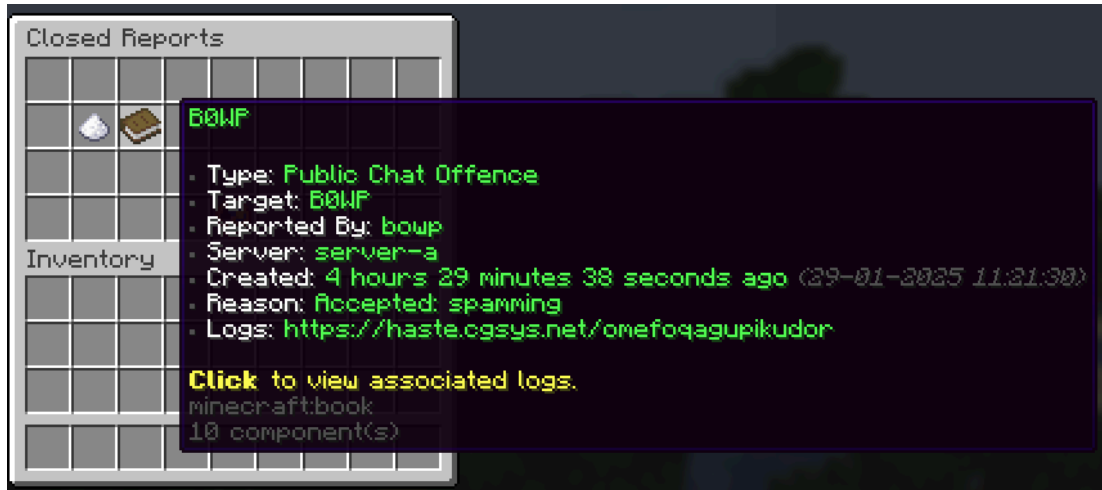 Closed Reports
B0WP
Type: Public Chat Offence
Target: B0WP
Reported By: bowp
Server: server-a
Created: 4 hours 29 minutes 38 seconds ago (29-01-2025 11:21:30)
Reason: Accepted: spamming
Logs: https://haste.cgsys.net/omefoqagupikudor
Click to view associated logs.
minecraft:book
10 component(s)
Inventory